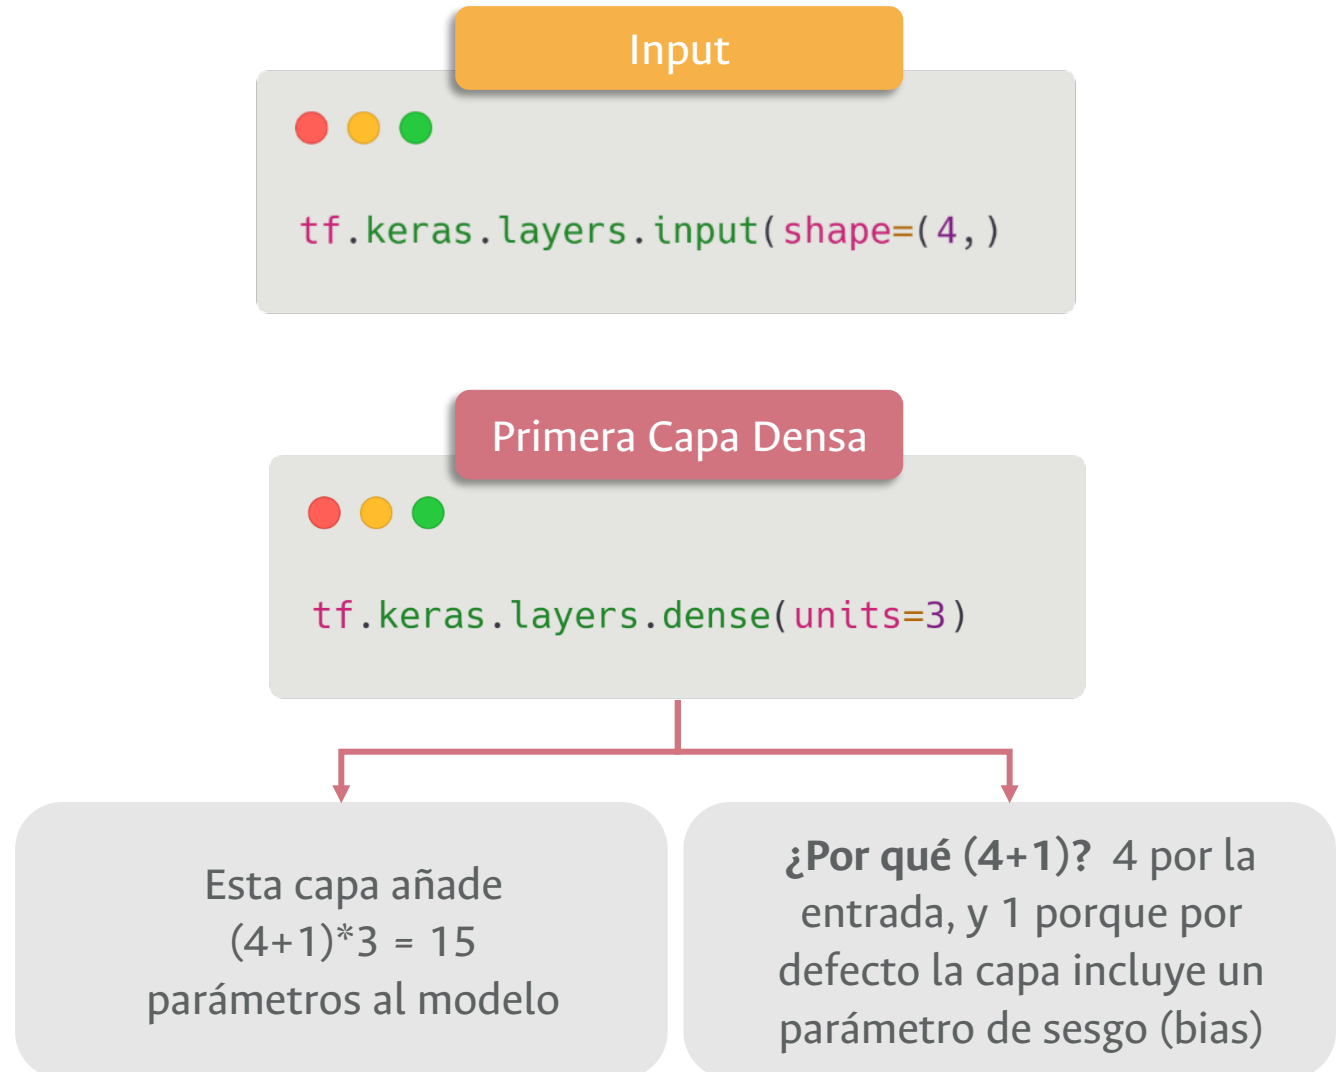 Input
tf.keras.layers.input(shape=(4,)
Primera Capa Densa
tf.keras.layers.dense(units=3)
Esta capa añade
(4+1)*3 = 15
parámetros al modelo
¿Por qué (4+1)? 4 por la
entrada, y 1 porque por
defecto la capa incluye un
parámetro de sesgo (bias)